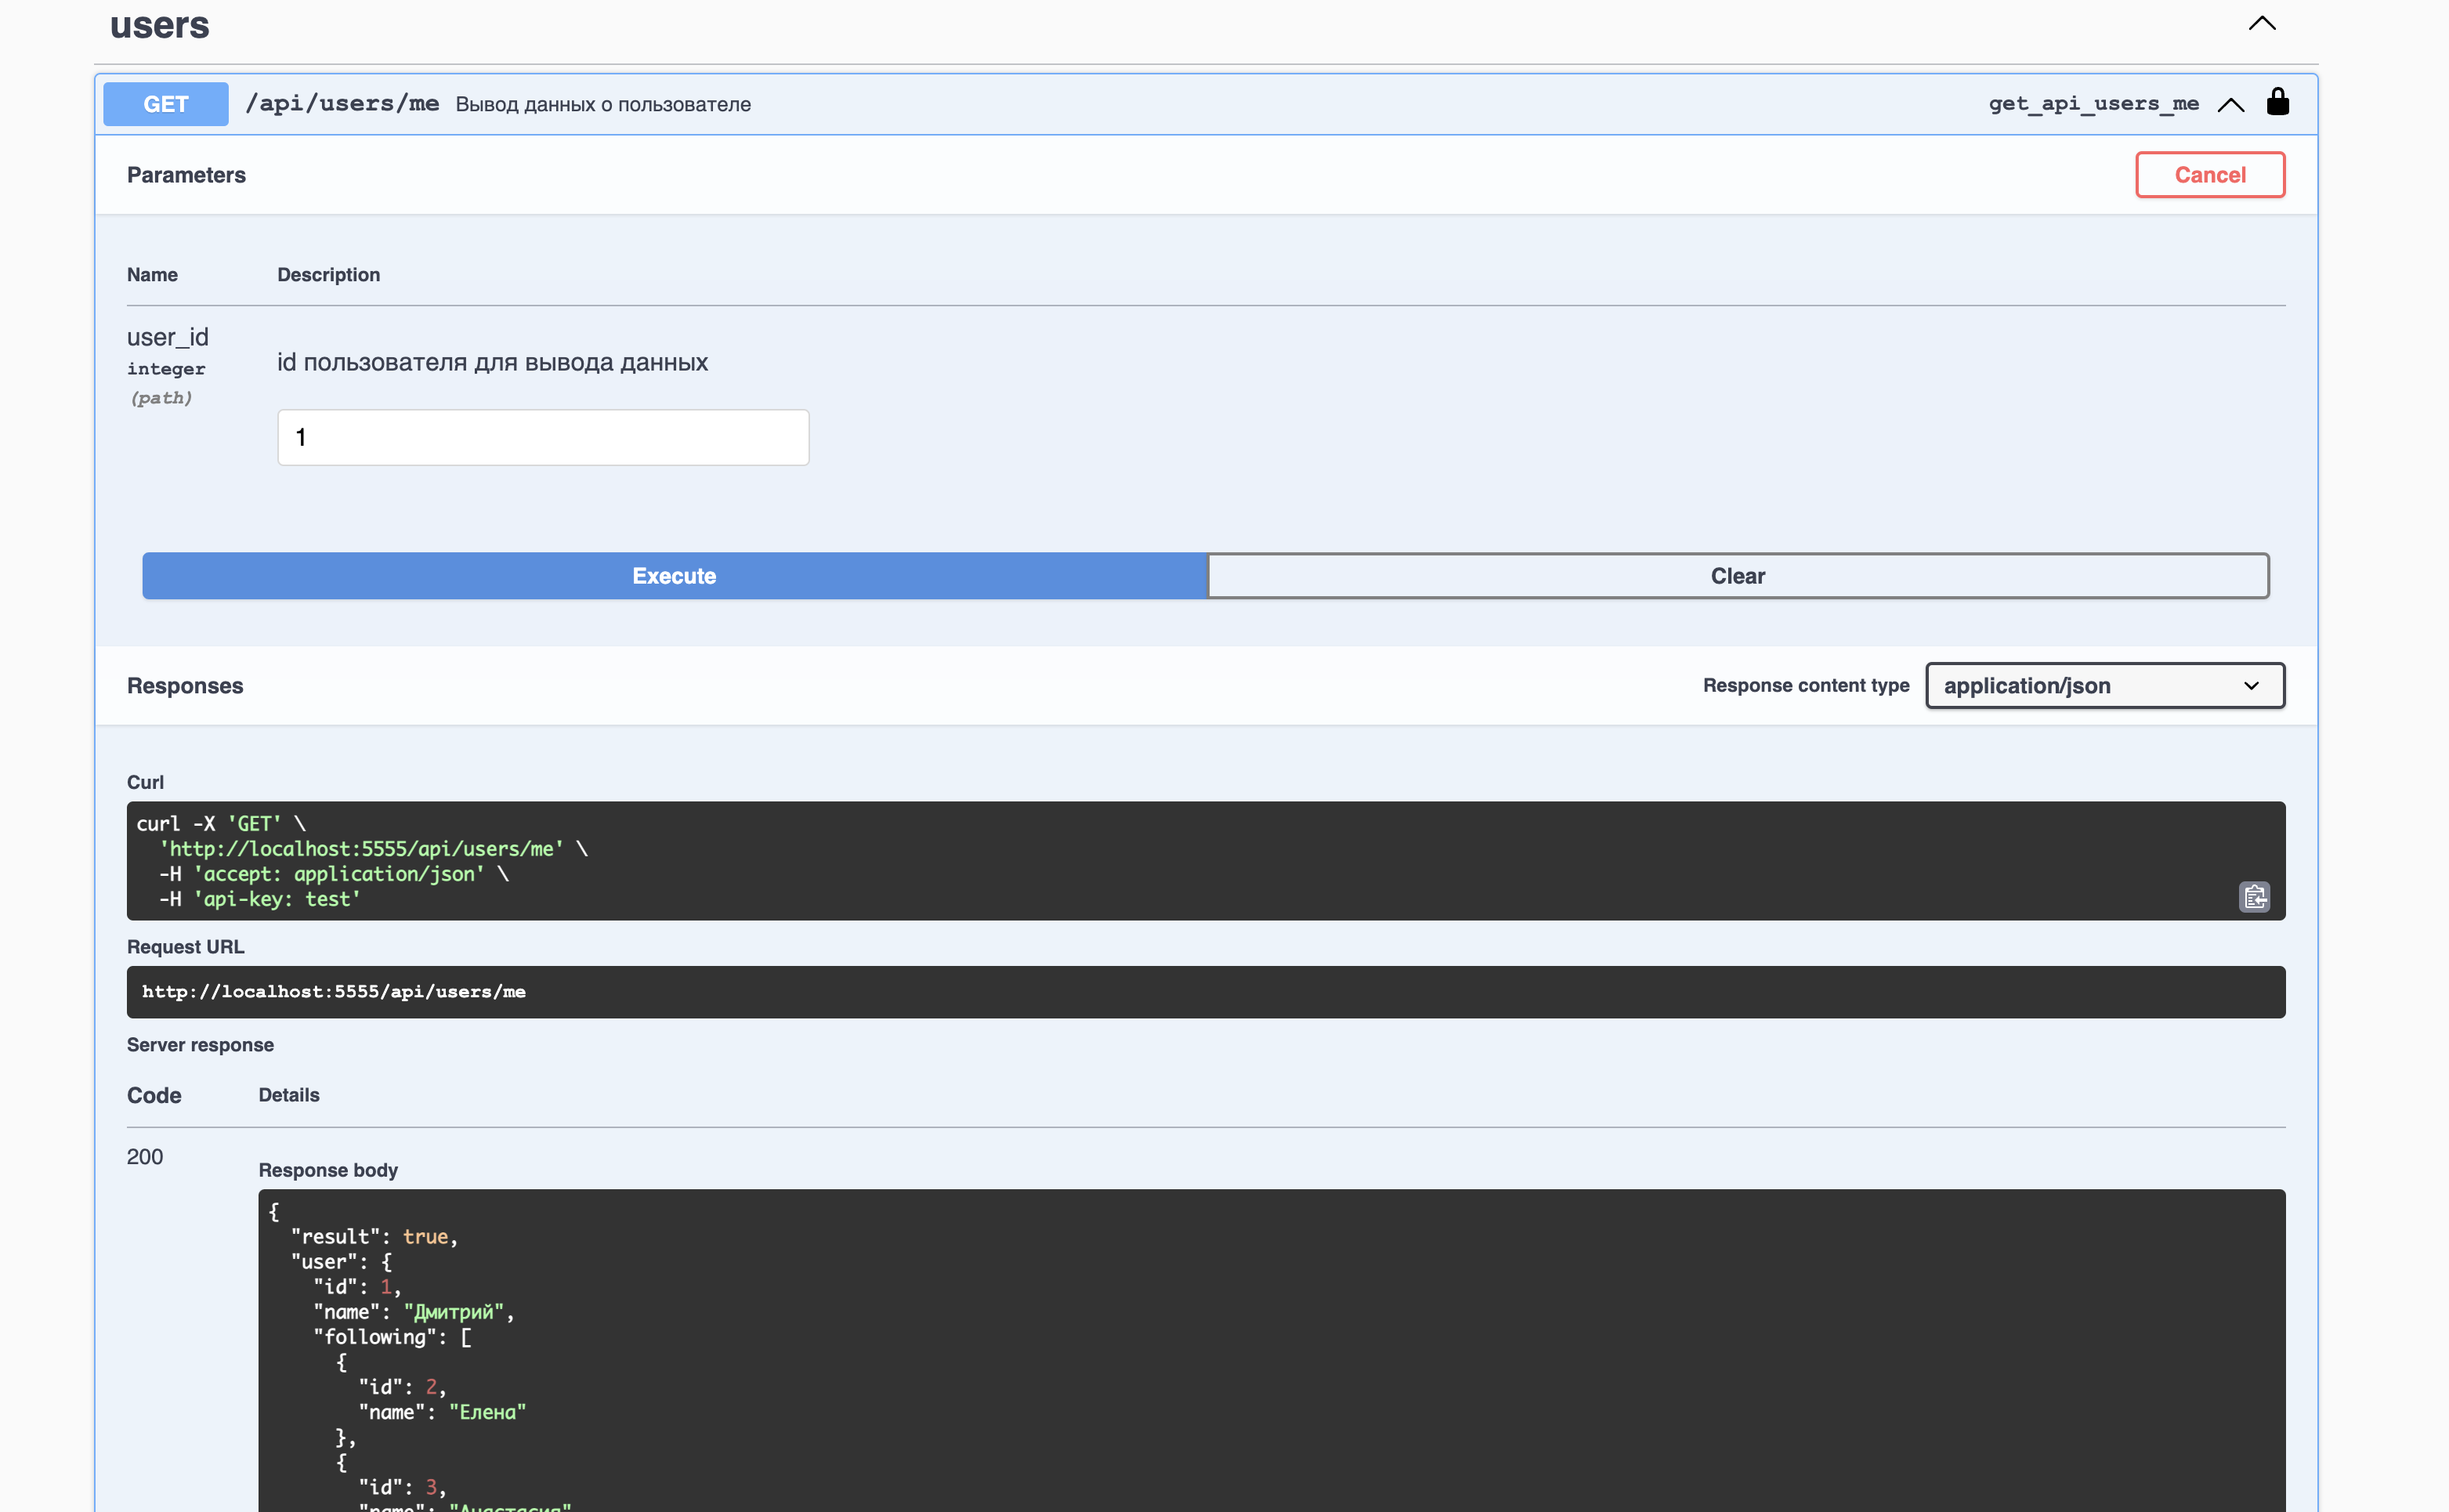 users
GET /api/users/me Вывод данных о пользователе get_api_users_me
Parameters Cancel
Name Description
user_id
integer
(path)
id пользователя для вывода данных
1
Execute Clear
Responses Response content type application/json
Curl
curl -X 'GET' \
  'http://localhost:5555/api/users/me' \
  -H 'accept: application/json' \
  -H 'api-key: test'
Request URL
http://localhost:5555/api/users/me
Server response
Code Details
200
Response body
{
  "result": true,
  "user": {
    "id": 1,
    "name": "Дмитрий",
    "following": [
      {
        "id": 2,
        "name": "Елена"
      },
      {
        "id": 3,
        "name": "Анастасия"